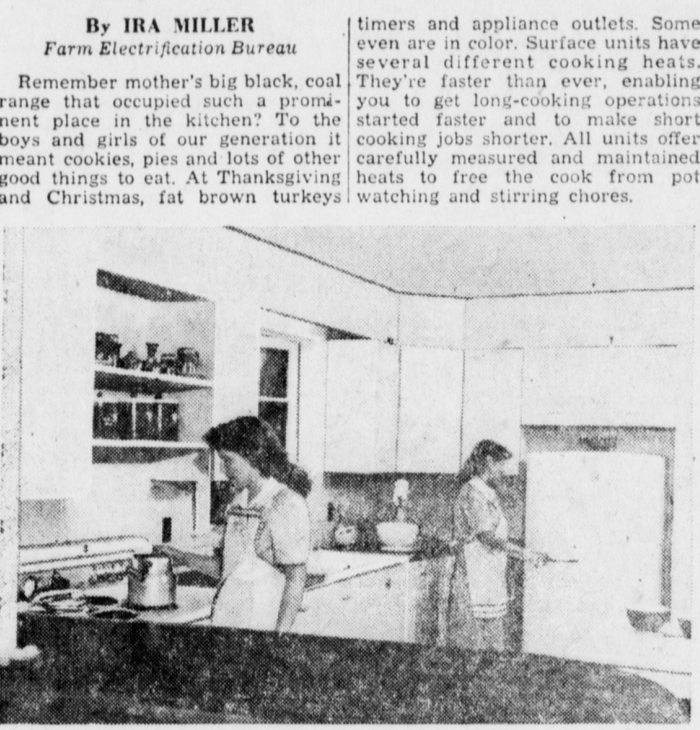 By IRA MILLER
Farm Electrification Bureau
Remember mother's big black, coal
range that occupied such a promi-
nent place in the kitchen? To the
boys and girls of our generation it
meant cookies, pies and lots of other
good things to eat. At Thanksgiving
and Christmas, fat brown turkeys
timers and appliance outlets. Some
even are in color. Surface units have
several different cooking heats.
They're faster than ever, enabling
you to get long-cooking operations
started faster and to make short
cooking jobs shorter. All units offer
carefully measured and maintained
heats to free the cook from pot
watching and stirring chores.